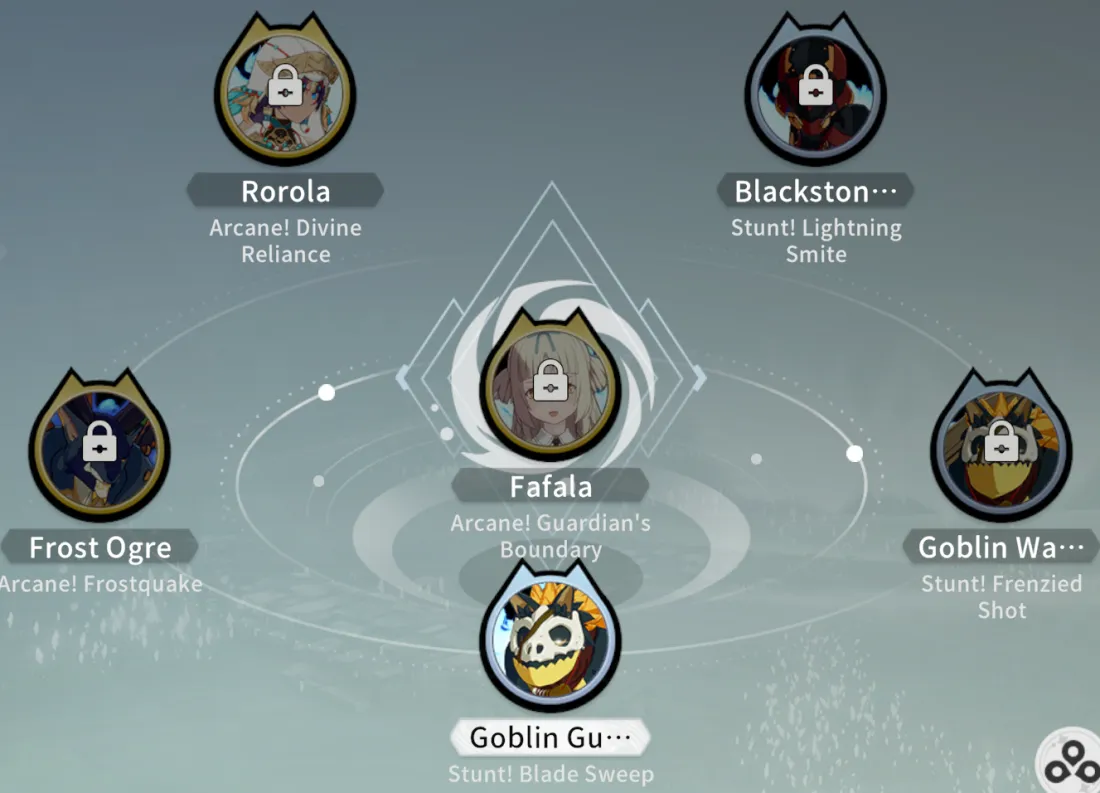 Rorola
Arcane! Divine
Reliance
Blackston…
Stunt! Lightning
Smite
Fafala
Arcane! Guardian's
Boundary
Frost Ogre
Arcane! Frostquake
Goblin Wa…
Stunt! Frenzied
Shot
Goblin Gu…
Stunt! Blade Sweep